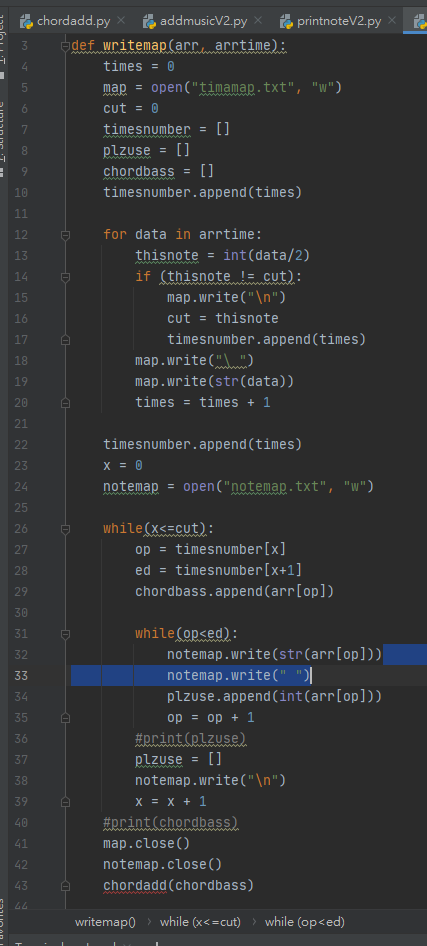 chordadd.py × addmusicV2.py × printnoteV2.py ×
3 def writemap(arr, arrtime):
4     times = 0
5     map = open("timamap.txt", "w")
6     cut = 0
7     timesnumber = []
8     plzuse = []
9     chordbass = []
10     timesnumber.append(times)
11
12     for data in arrtime:
13         thisnote = int(data/2)
14         if (thisnote != cut):
15             map.write("\n")
16             cut = thisnote
17             timesnumber.append(times)
18         map.write("\ ")
19         map.write(str(data))
20         times = times + 1
21
22     timesnumber.append(times)
23     x = 0
24     notemap = open("notemap.txt", "w")
25
26     while(x<=cut):
27         op = timesnumber[x]
28         ed = timesnumber[x+1]
29         chordbass.append(arr[op])
30
31         while(op<ed):
32             notemap.write(str(arr[op]))
33             notemap.write(" ")
34             plzuse.append(int(arr[op]))
35             op = op + 1
36         #print(plzuse)
37         plzuse = []
38         notemap.write("\n")
39         x = x + 1
40     #print(chordbass)
41     map.close()
42     notemap.close()
43     chordadd(chordbass)
44
writemap() › while (x<=cut) › while (op<ed)